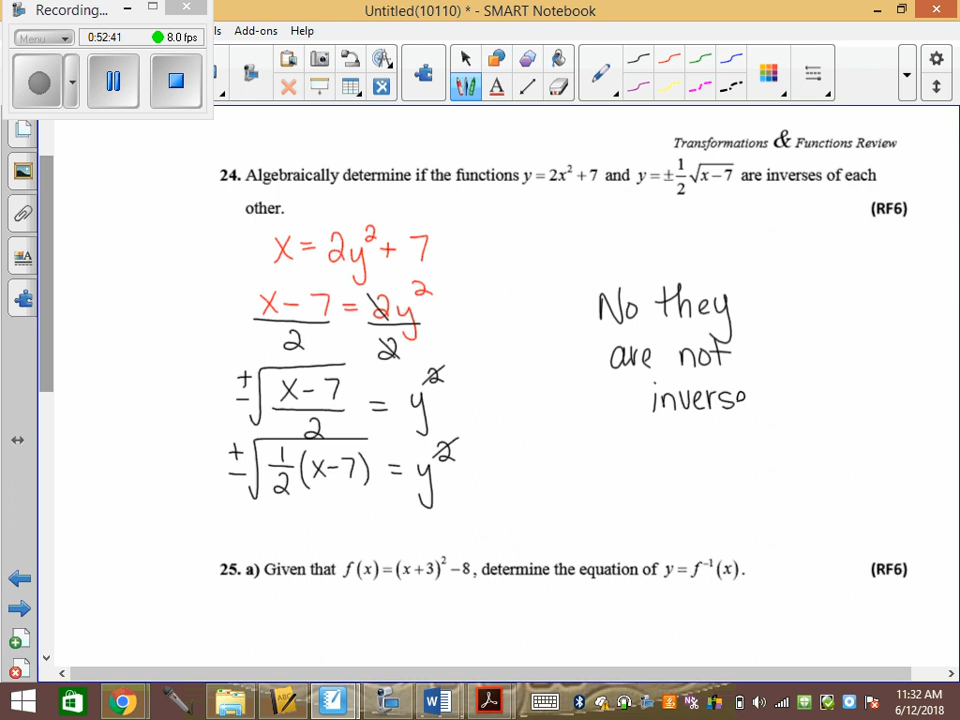 Recording...
Untitled(10110) * - SMART Notebook
Menu
0:52:41
8.0 fps
ls Add-ons Help
Transformations & Functions Review
24. Algebraically determine if the functions y = 2x² + 7 and y = ±1/2√(x−7) are inverses of each
other. (RF6)
x = 2y² + 7
(x − 7)/2 = 2y²/2
±√((x − 7)/2) = y²
±√(1/2(x−7)) = y²
No they
are not
inverse
25. a) Given that f(x) = (x+3)² − 8, determine the equation of y = f⁻¹(x). (RF6)
11:32 AM
6/12/2018